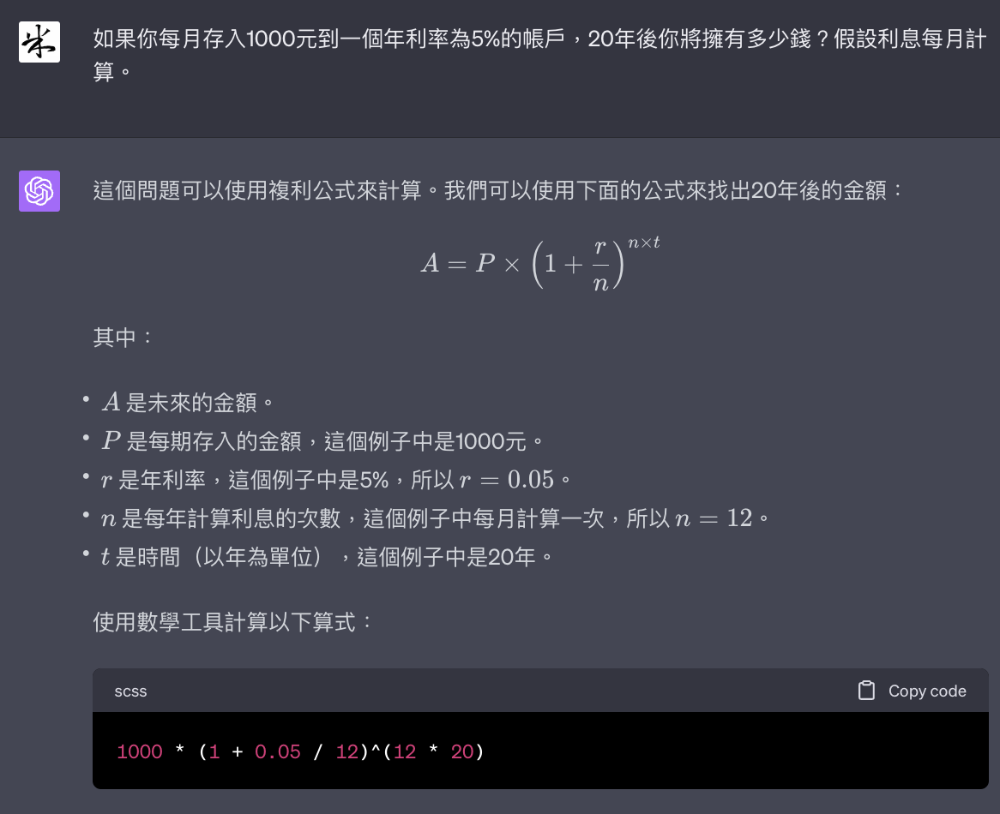 米
如果你每月存入1000元到一個年利率為5%的帳戶，20年後你將擁有多少錢？假設利息每月計
算。
這個問題可以使用複利公式來計算。我們可以使用下面的公式來找出20年後的金額：
A = P × (1 + r/n)^{n×t}
其中：
• A 是未來的金額。
• P 是每期存入的金額，這個例子中是1000元。
• r 是年利率，這個例子中是5%，所以 r = 0.05。
• n 是每年計算利息的次數，這個例子中每月計算一次，所以 n = 12。
• t 是時間（以年為單位），這個例子中是20年。
使用數學工具計算以下算式：
scss Copy code
1000 * (1 + 0.05 / 12)^(12 * 20)